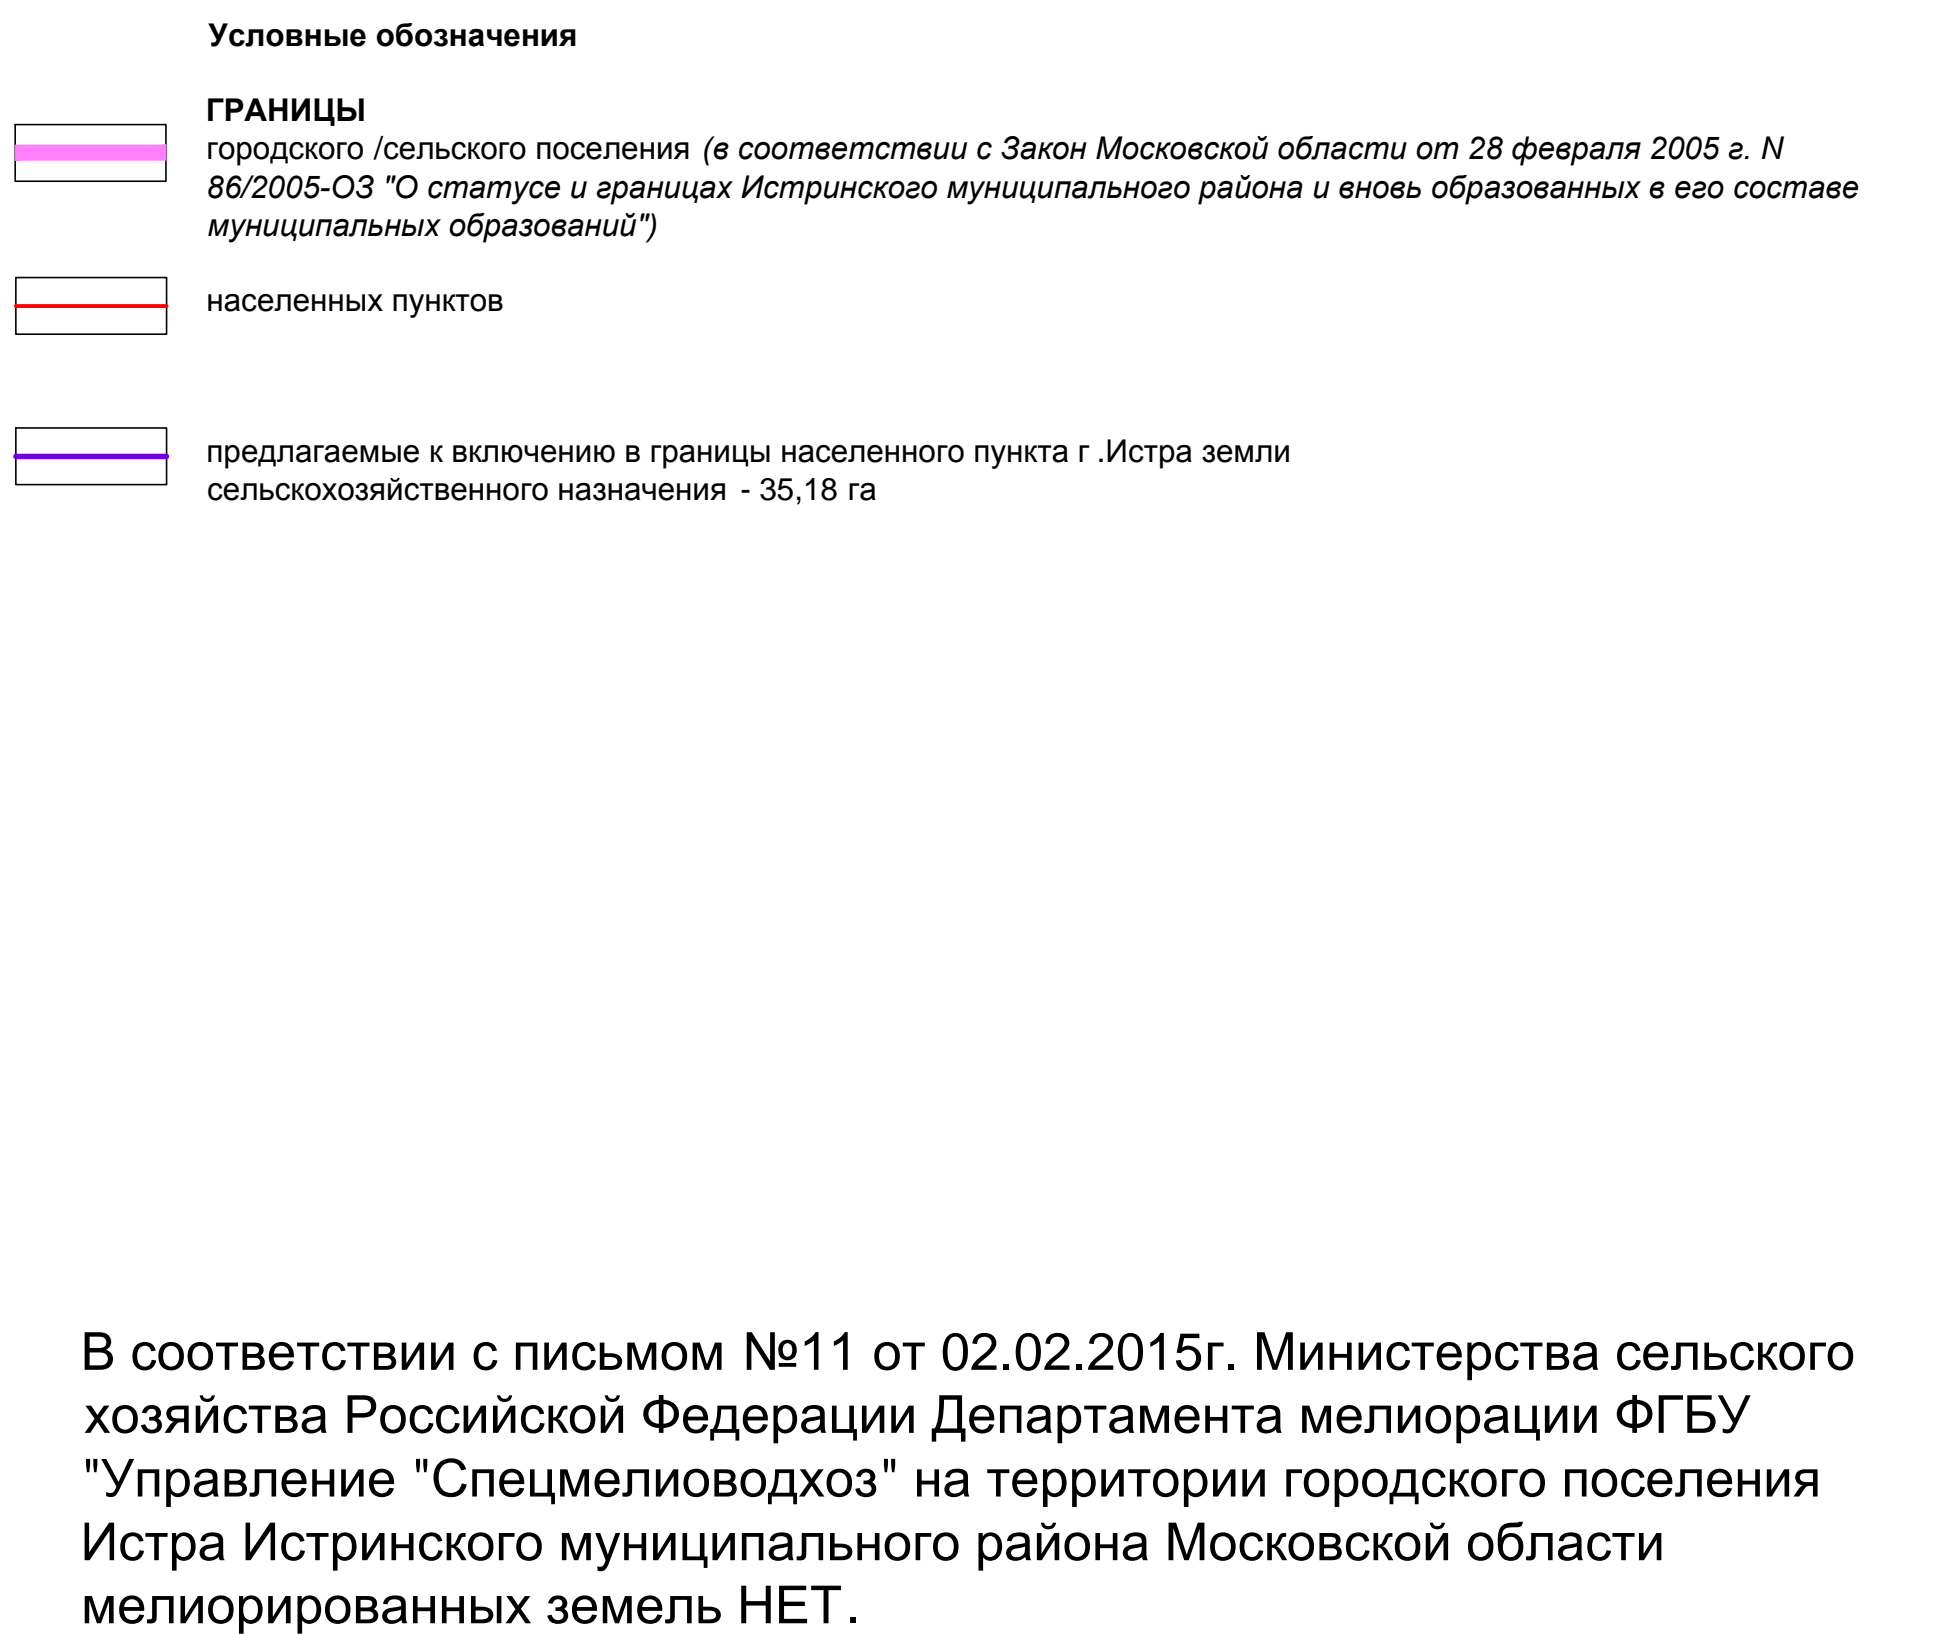 Условные обозначения
ГРАНИЦЫ
городского /сельского поселения (в соответствии с Закон Московской области от 28 февраля 2005 г. N
86/2005-ОЗ "О статусе и границах Истринского муниципального района и вновь образованных в его составе
муниципальных образований")
населенных пунктов
предлагаемые к включению в границы населенного пункта г .Истра земли
сельскохозяйственного назначения - 35,18 га
В соответствии с письмом №11 от 02.02.2015г. Министерства сельского
хозяйства Российской Федерации Департамента мелиорации ФГБУ
"Управление "Спецмелиоводхоз" на территории городского поселения
Истра Истринского муниципального района Московской области
мелиорированных земель НЕТ.